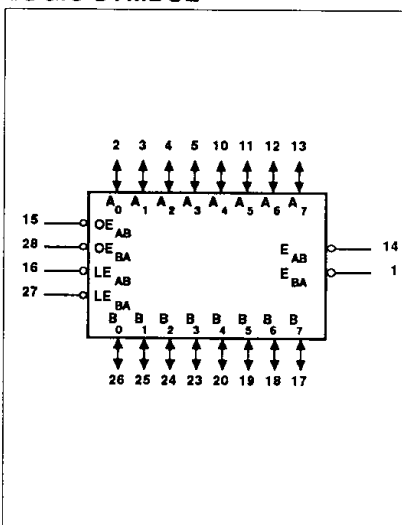 2 3 4 5 10 11 12 13
A0 A1 A2 A3 A4 A5 A6 A7
15 OEAB
28 OEBA
16 LEAB
27 LEBA
EAB 14
EBA 1
B0 B1 B2 B3 B4 B5 B6 B7
26 25 24 23 20 19 18 17